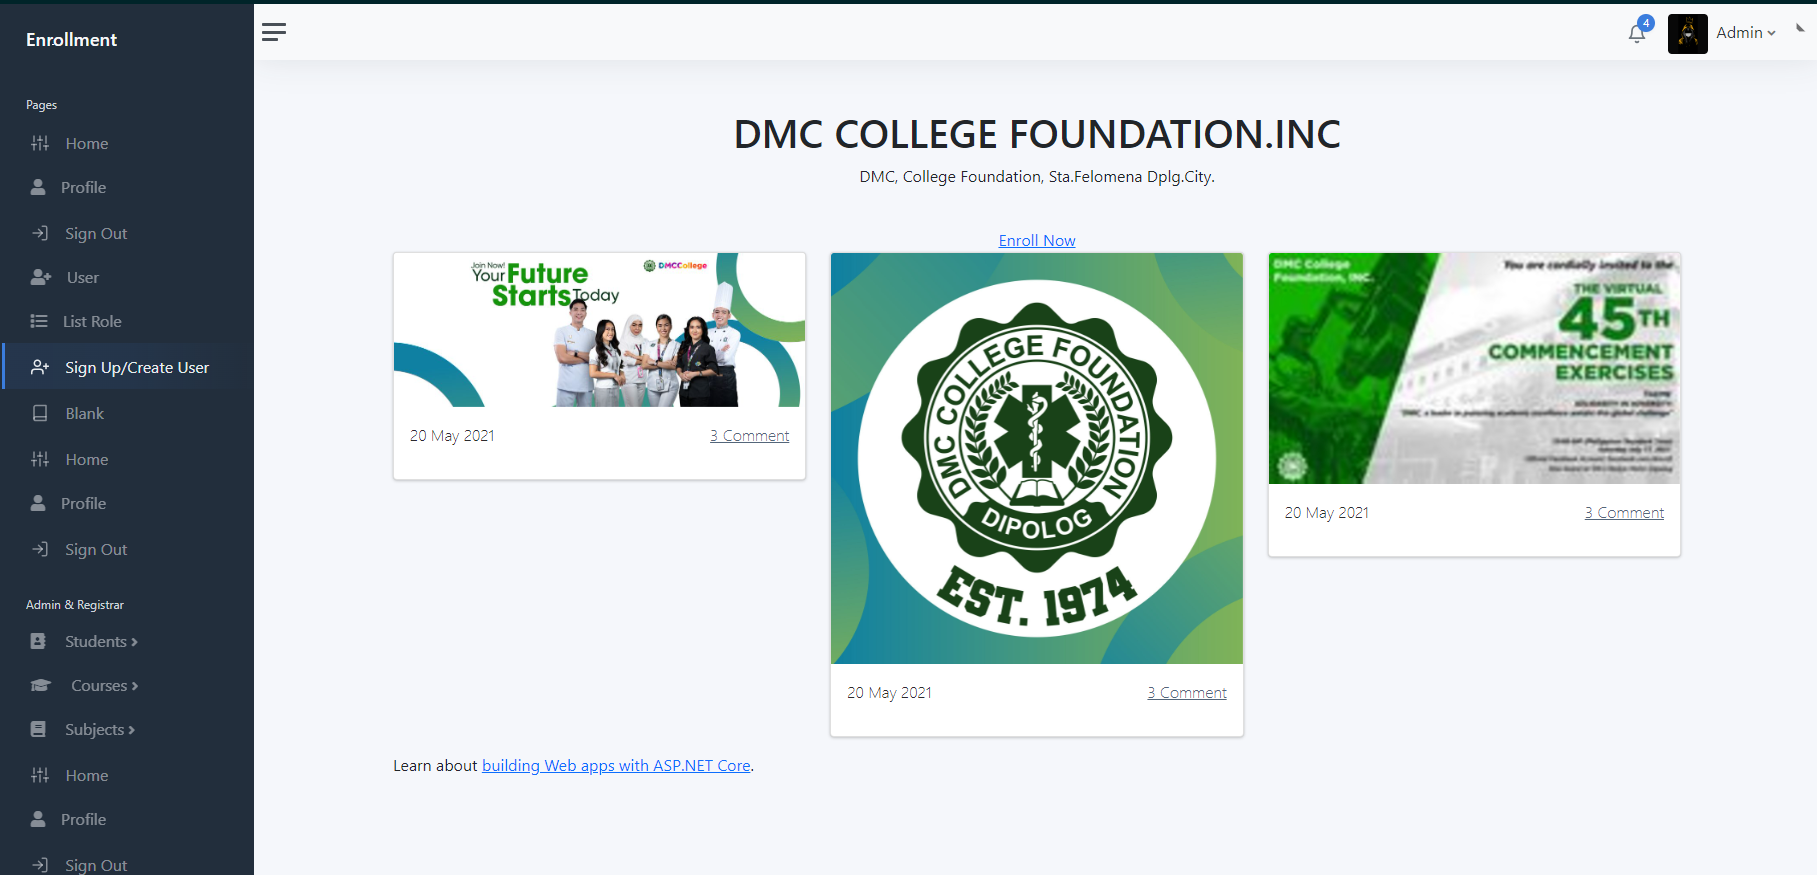 Enrollment
4
Admin
Pages
Home
Profile
Sign Out
User
List Role
Sign Up/Create User
Blank
Home
Profile
Sign Out
Admin & Registrar
Students
Courses
Subjects
Home
Profile
Sign Out
DMC COLLEGE FOUNDATION.INC
DMC, College Foundation, Sta.Felomena Dplg.City.
Enroll Now
Join Now!
Your Future
Starts Today
DMCCollege
20 May 2021
3 Comment
DMC COLLEGE FOUNDATION
DIPOLOG
EST. 1974
20 May 2021
3 Comment
DMC College
Foundation, INC.
You are cordially invited to the
THE VIRTUAL
45TH
COMMENCEMENT
EXERCISES
20 May 2021
3 Comment
Learn about building Web apps with ASP.NET Core.